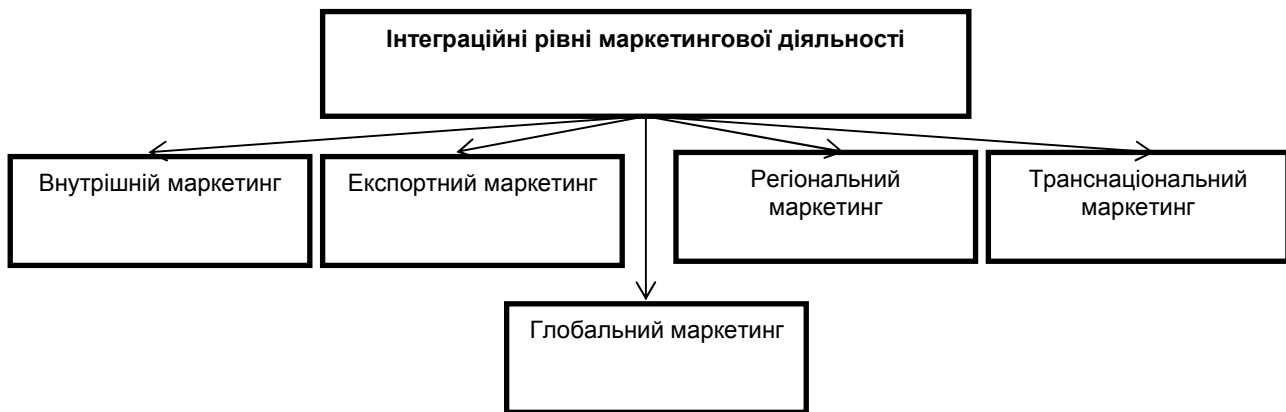 Інтеграційні рівні маркетингової діяльності
Внутрішній маркетинг
Експортний маркетинг
Регіональний
маркетинг
Транснаціональний
маркетинг
Глобальний маркетинг